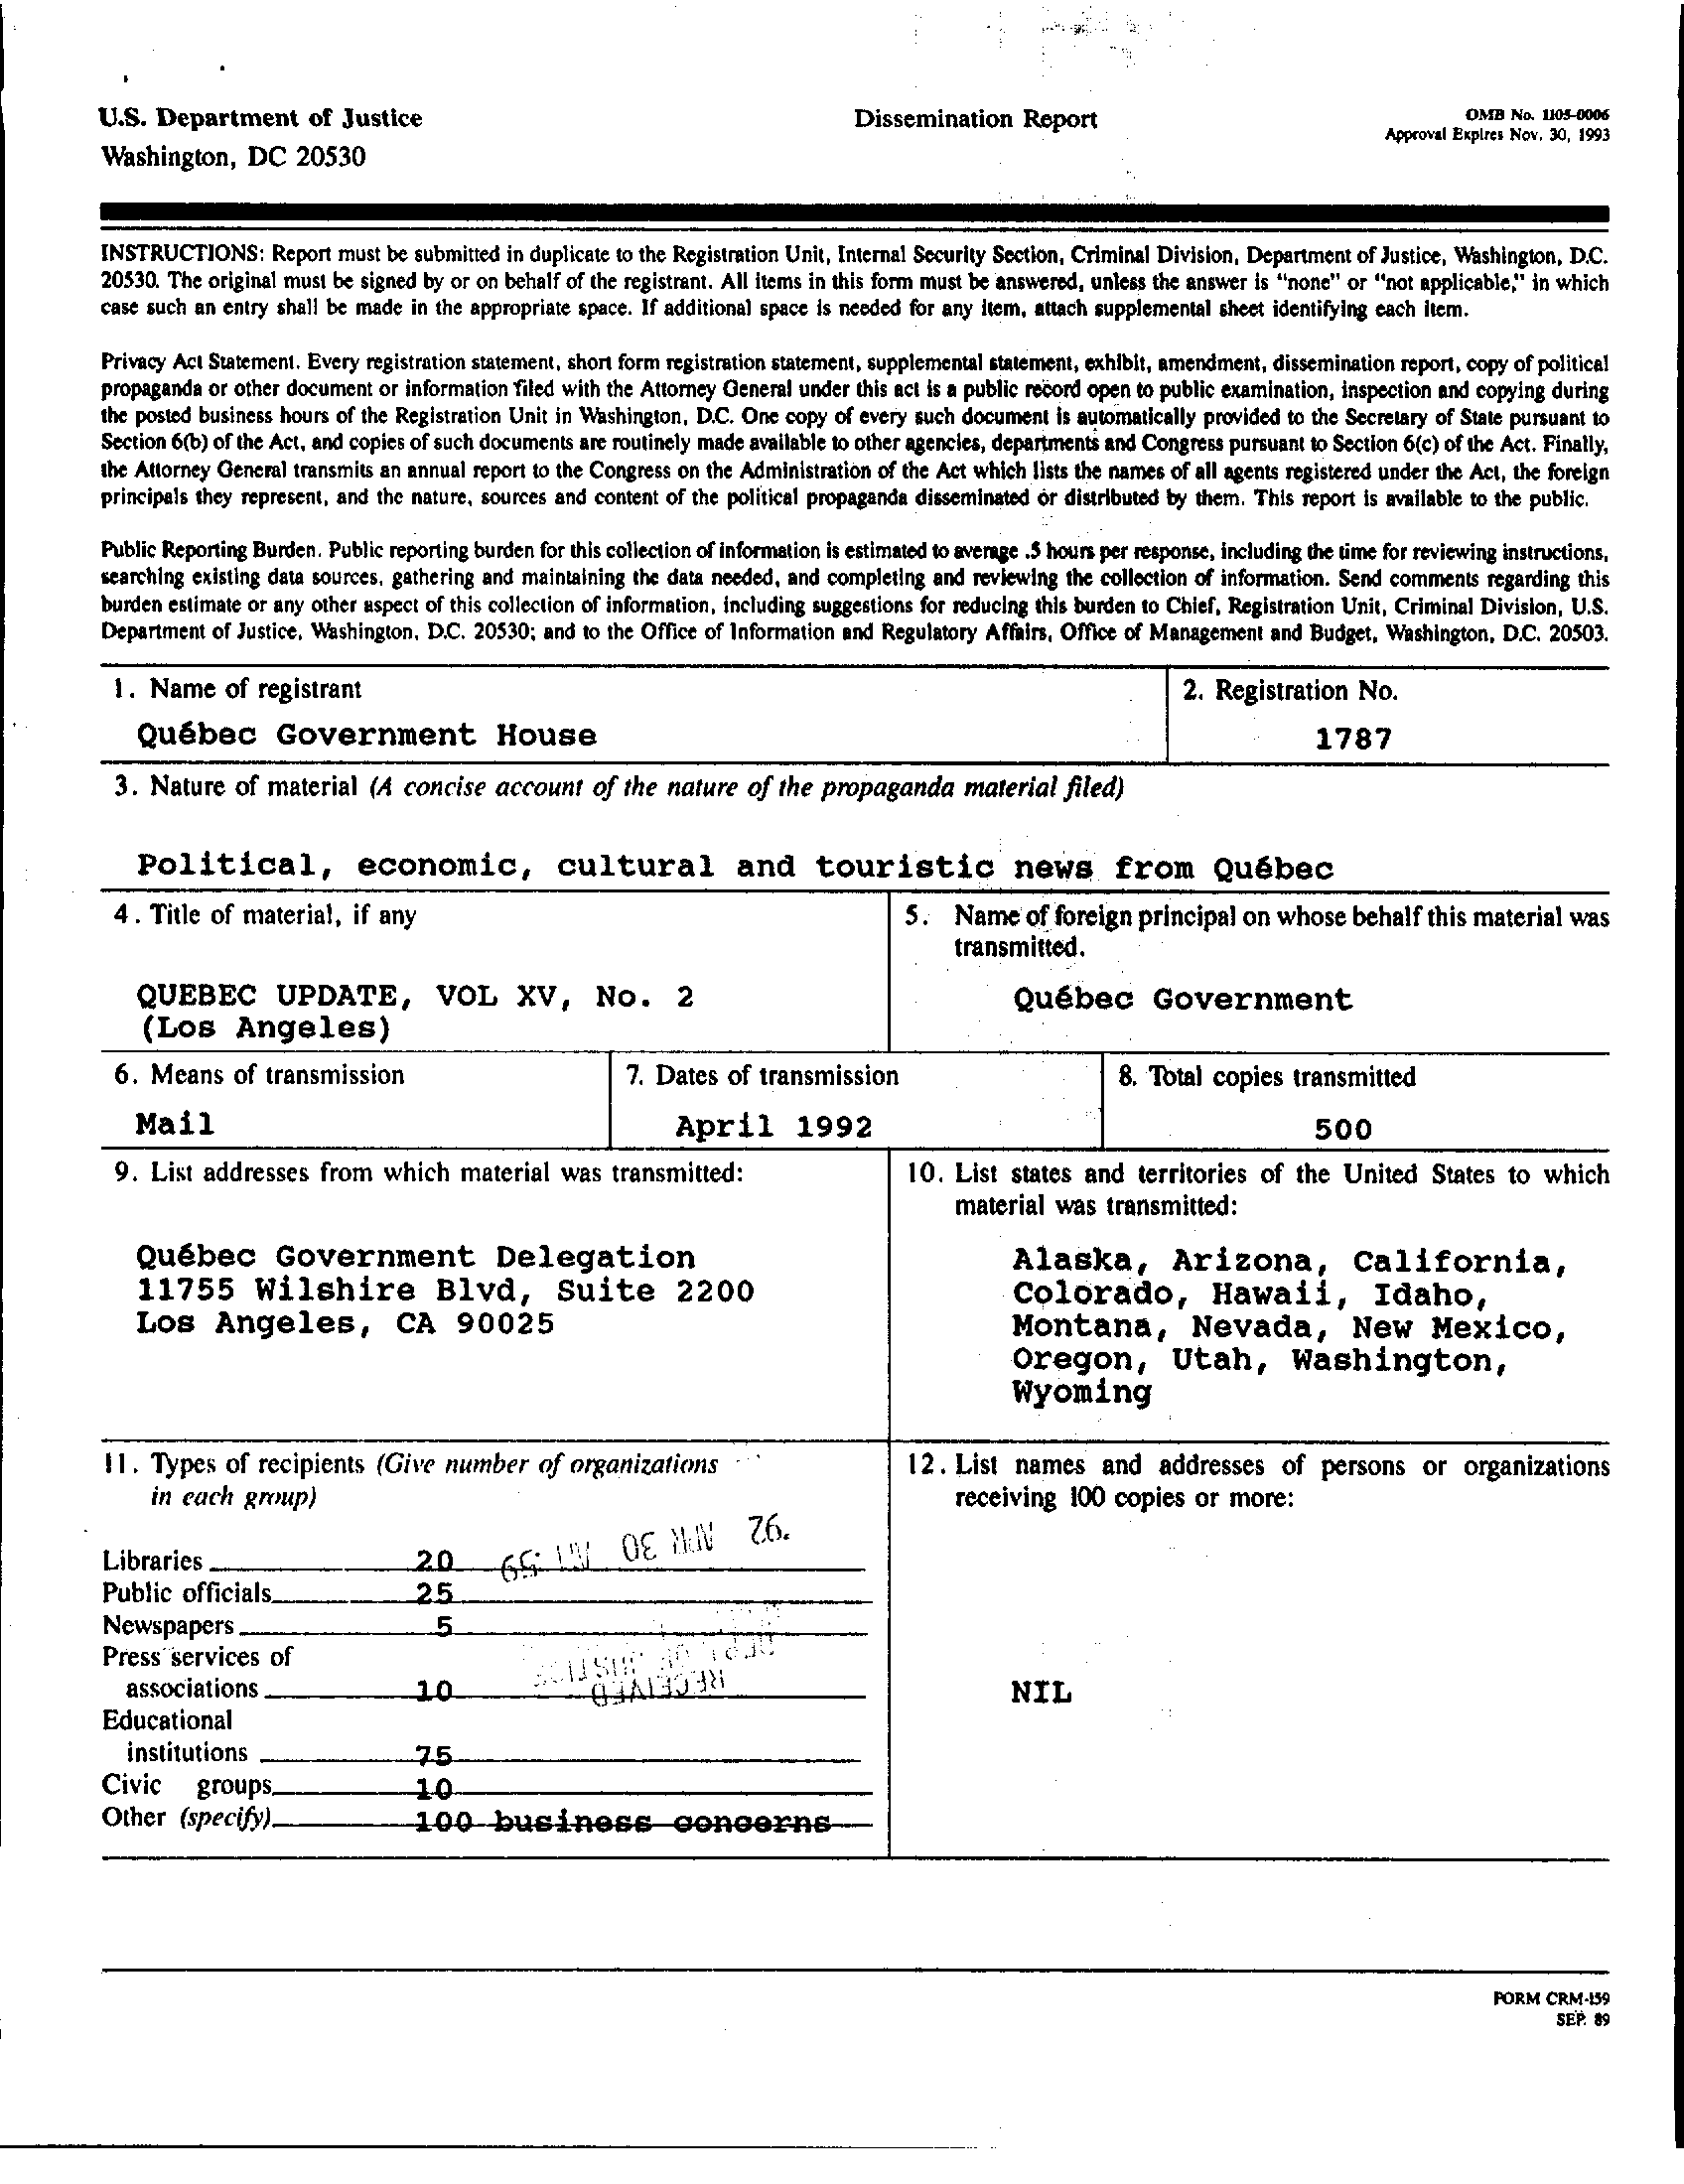 U.S. Department of Justice
Washington, DC 20530
Dissemination Report
OMB No. 1105-0006
Approval Expires Nov. 30, 1993
INSTRUCTIONS: Report must be submitted in duplicate to the Registration Unit, Internal Security Section, Criminal Division, Department of Justice, Washington, D.C.
20530. The original must be signed by or on behalf of the registrant. All items in this form must be answered, unless the answer is "none" or "not applicable," in which
case such an entry shall be made in the appropriate space. If additional space is needed for any item, attach supplemental sheet identifying each item.
Privacy Act Statement. Every registration statement, short form registration statement, supplemental statement, exhibit, amendment, dissemination report, copy of political
propaganda or other document or information filed with the Attorney General under this act is a public record open to public examination, inspection and copying during
the posted business hours of the Registration Unit in Washington, D.C. One copy of every such document is automatically provided to the Secretary of State pursuant to
Section 6(b) of the Act, and copies of such documents are routinely made available to other agencies, departments and Congress pursuant to Section 6(c) of the Act. Finally,
the Attorney General transmits an annual report to the Congress on the Administration of the Act which lists the names of all agents registered under the Act, the foreign
principals they represent, and the nature, sources and content of the political propaganda disseminated or distributed by them. This report is available to the public.
Public Reporting Burden. Public reporting burden for this collection of information is estimated to average .5 hours per response, including the time for reviewing instructions,
searching existing data sources, gathering and maintaining the data needed, and completing and reviewing the collection of information. Send comments regarding this
burden estimate or any other aspect of this collection of information, including suggestions for reducing this burden to Chief, Registration Unit, Criminal Division, U.S.
Department of Justice, Washington, D.C. 20530; and to the Office of Information and Regulatory Affairs, Office of Management and Budget, Washington, D.C. 20503.
1. Name of registrant
Québec Government House
2. Registration No.
1787
3. Nature of material (A concise account of the nature of the propaganda material filed)
Political, economic, cultural and touristic news from Québec
4. Title of material, if any
QUEBEC UPDATE, VOL XV, No. 2
(Los Angeles)
5. Name of foreign principal on whose behalf this material was
transmitted.
Québec Government
6. Means of transmission
Mail
7. Dates of transmission
April 1992
8. Total copies transmitted
500
9. List addresses from which material was transmitted:
Québec Government Delegation
11755 Wilshire Blvd, Suite 2200
Los Angeles, CA 90025
10. List states and territories of the United States to which
material was transmitted:
Alaska, Arizona, California,
Colorado, Hawaii, Idaho,
Montana, Nevada, New Mexico,
Oregon, Utah, Washington,
Wyoming
11. Types of recipients (Give number of organizations
in each group)
Libraries 20
Public officials 25
Newspapers 5
Press services of
associations 10
Educational
institutions 75
Civic groups 10
Other (specify) 100 business concerns
RECEIVED
DEPT OF JUSTICE
12. List names and addresses of persons or organizations
receiving 100 copies or more:
NIL
FORM CRM-159
SEP. 89